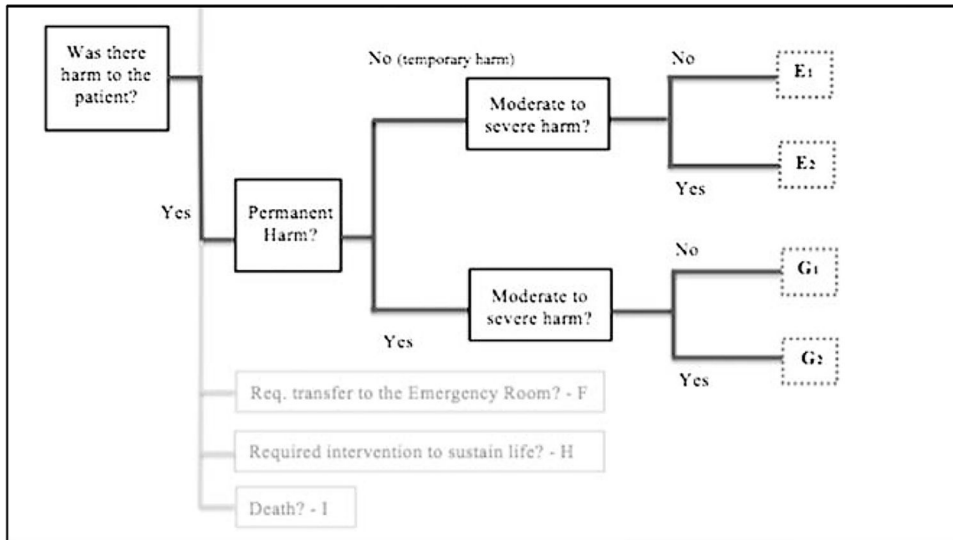 Was there
harm to the
patient?
No (temporary harm)
No
E1
Moderate to
severe harm?
E2
Yes
Yes
Permanent
Harm?
No
G1
Moderate to
severe harm?
Yes
G2
Yes
Req. transfer to the Emergency Room? - F
Required intervention to sustain life? - H
Death? - I